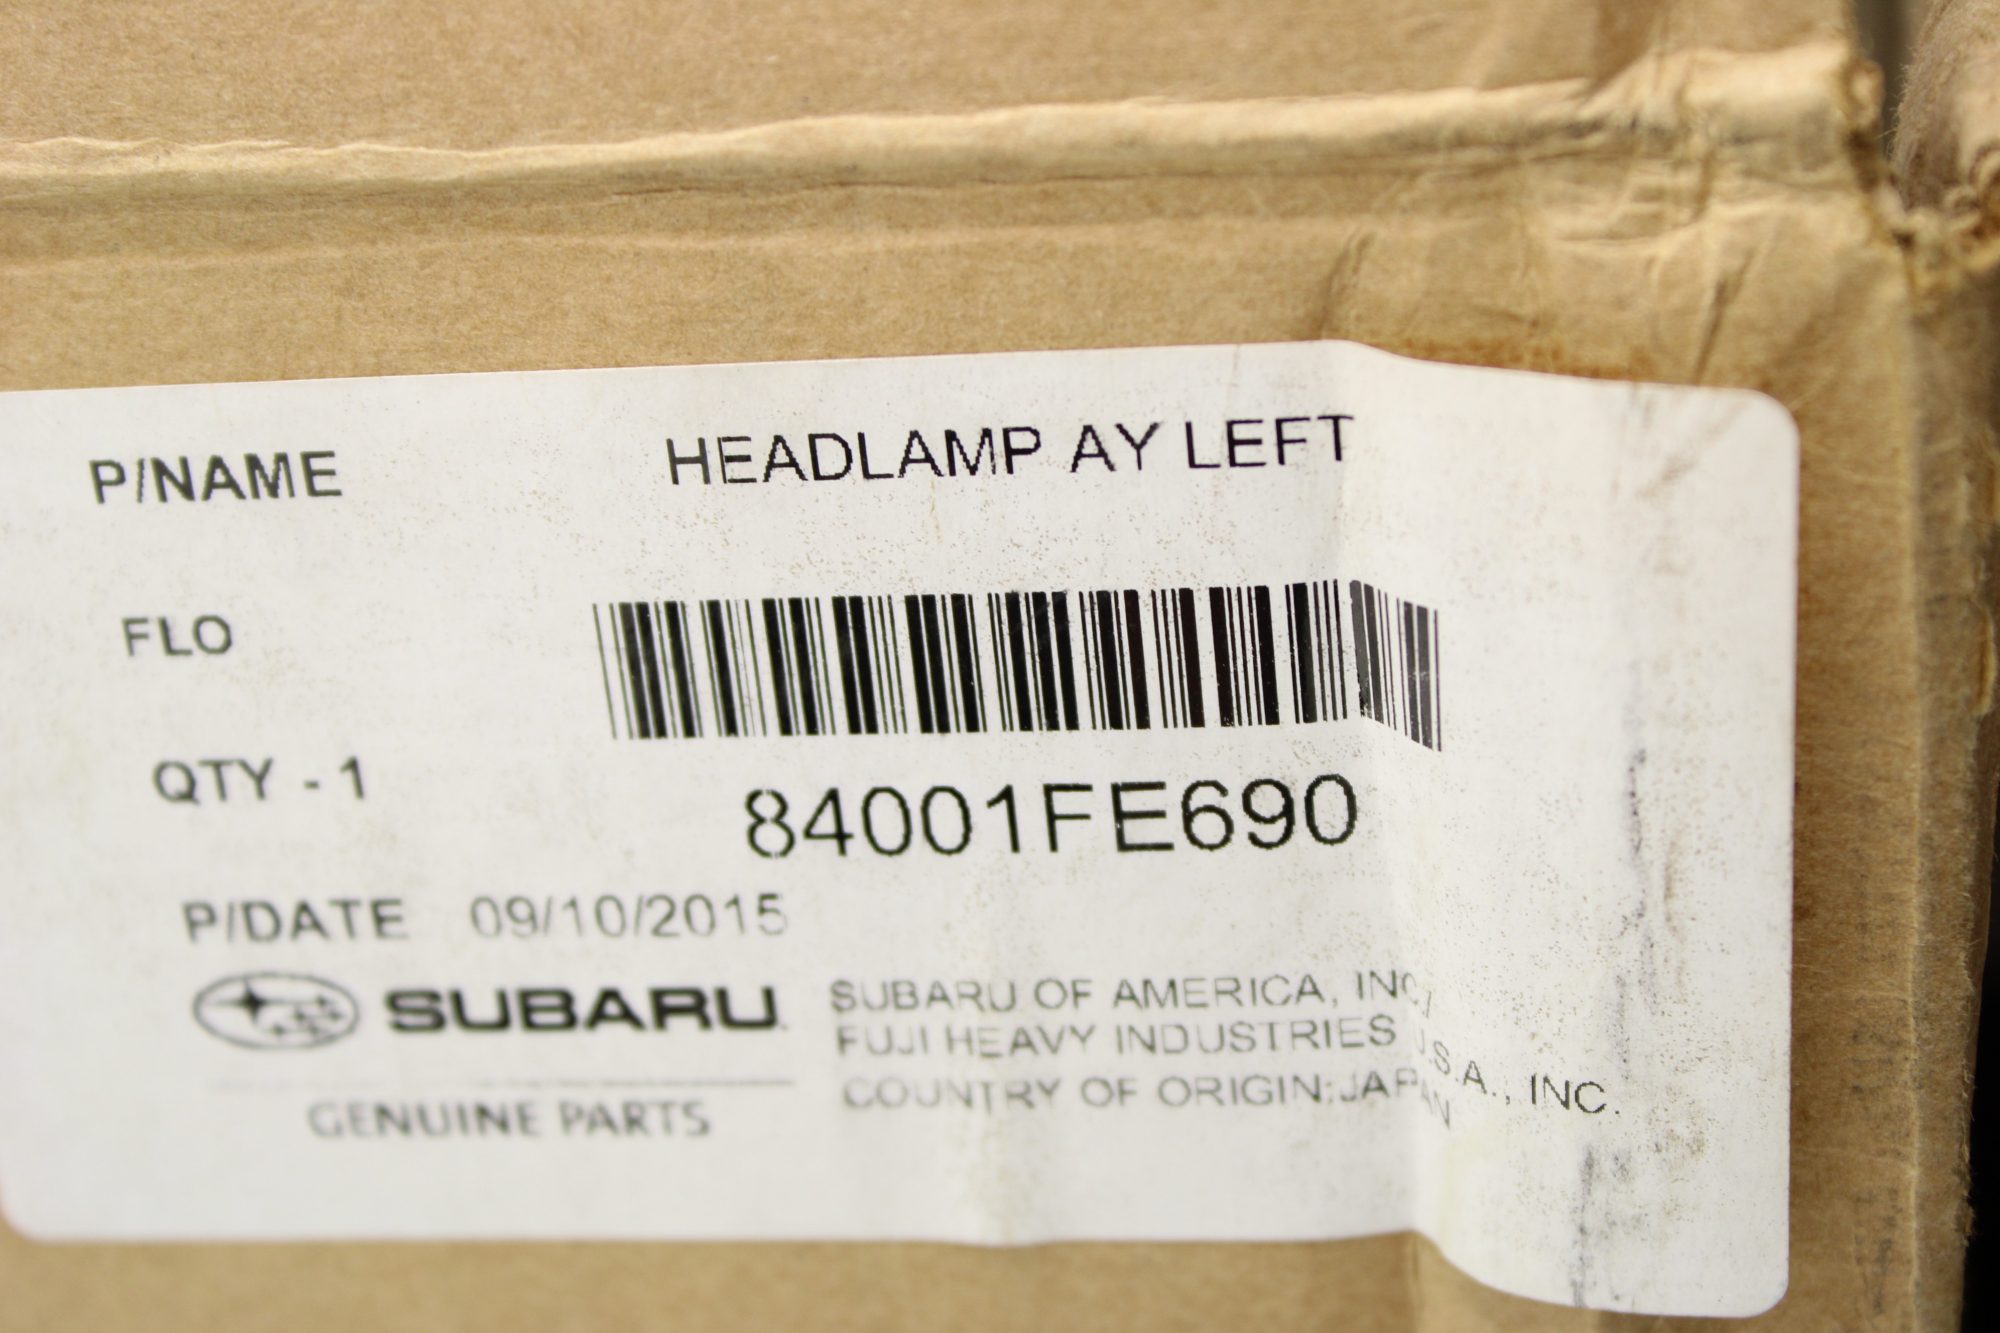 P/NAME HEADLAMP AY LEFT
FLO
QTY - 1
84001FE690
P/DATE 09/10/2015
SUBARU
GENUINE PARTS
SUBARU OF AMERICA, INC./
FUJI HEAVY INDUSTRIES U.S.A., INC.
COUNTRY OF ORIGIN:JAPAN